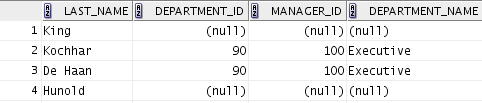 LAST_NAME DEPARTMENT_ID MANAGER_ID DEPARTMENT_NAME
1 King (null) (null) (null)
2 Kochhar 90 100 Executive
3 De Haan 90 100 Executive
4 Hunold (null) (null) (null)